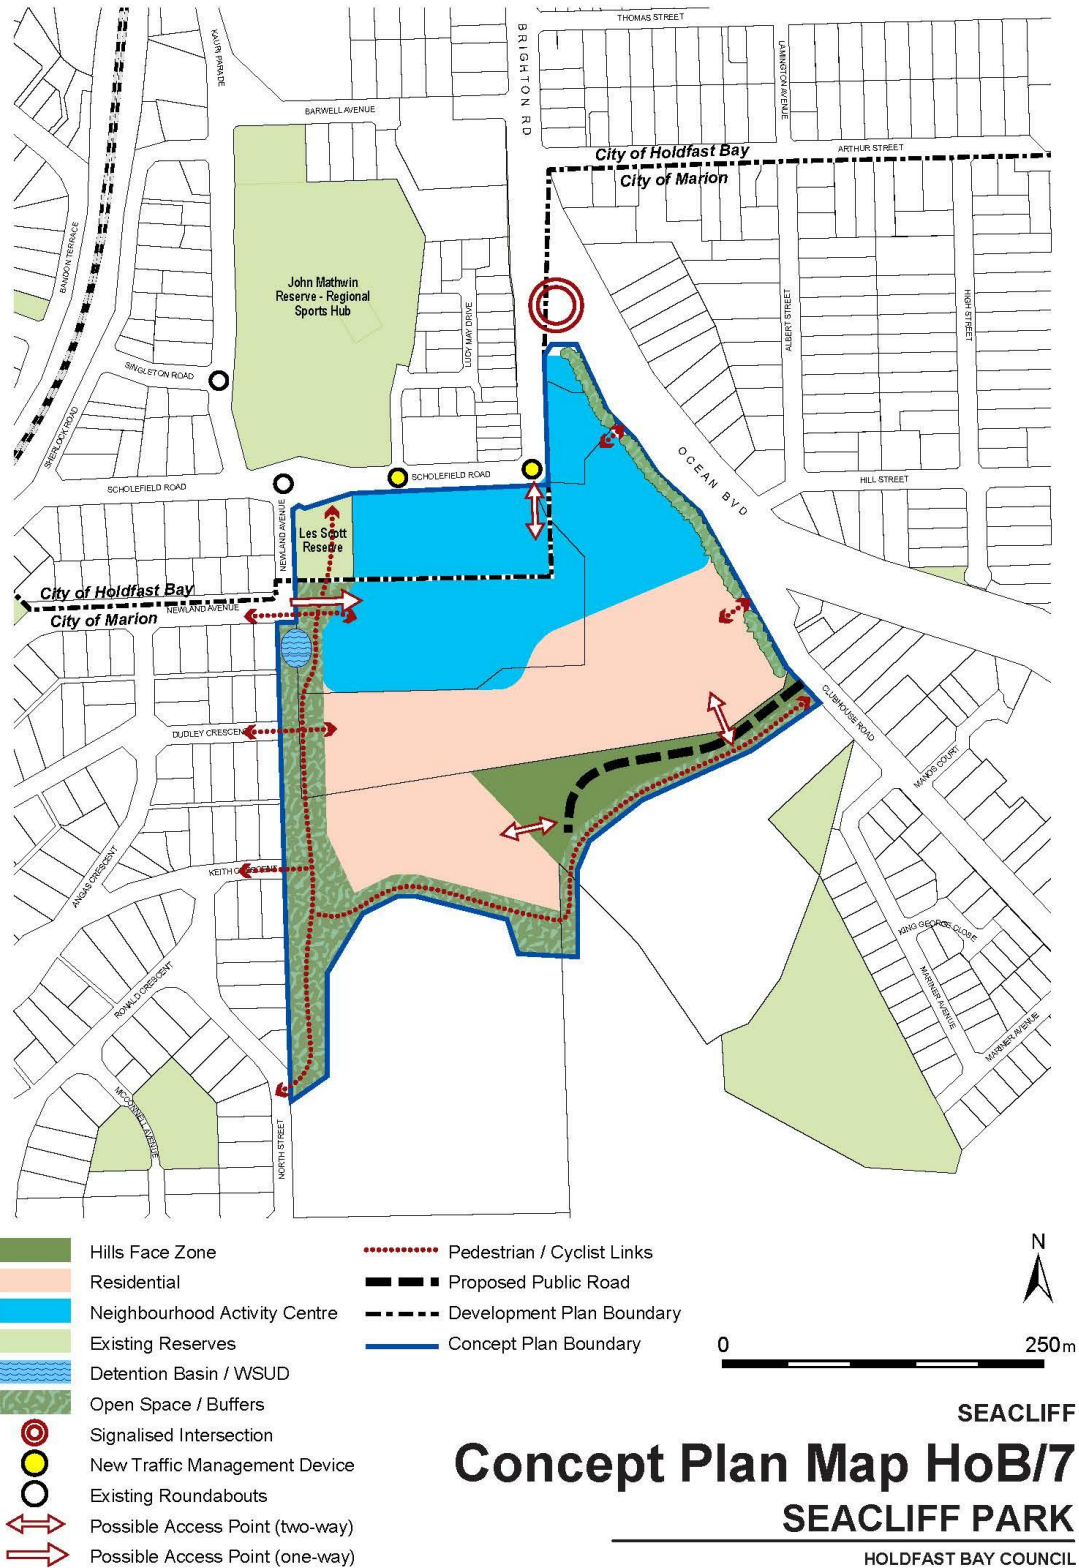 THOMAS STREET
KAURI PARADE
BRIGHTON RD
LAMINGTON AVENUE
BARWELL AVENUE
City of Holdfast Bay
ARTHUR STREET
City of Marion
BANDON TERRACE
John Mathwin
Reserve - Regional
Sports Hub
LUCY MAY DRIVE
ALBERT STREET
HIGH STREET
SINGLETON ROAD
SHERLOCK ROAD
OCEAN BVD
SCHOLEFIELD ROAD
SCHOLEFIELD ROAD
HILL STREET
NEWLAND AVENUE
Les Scott
Reserve
City of Holdfast Bay
NEWLAND AVENUE
City of Marion
CLUBHOUSE ROAD
DUDLEY CRESCENT
MANOS COURT
ANGAS CRESCENT
KEITH CRESCENT
KING GEORGE CLOSE
RONALD CRESCENT
MARINER AVENUE
MARINER AVENUE
MCCONNELL AVENUE
NORTH STREET
Hills Face Zone
Residential
Neighbourhood Activity Centre
Existing Reserves
Detention Basin / WSUD
Open Space / Buffers
Signalised Intersection
New Traffic Management Device
Existing Roundabouts
Possible Access Point (two-way)
Possible Access Point (one-way)
Pedestrian / Cyclist Links
Proposed Public Road
Development Plan Boundary
Concept Plan Boundary
N
0 250m
SEACLIFF
Concept Plan Map HoB/7
SEACLIFF PARK
HOLDFAST BAY COUNCIL